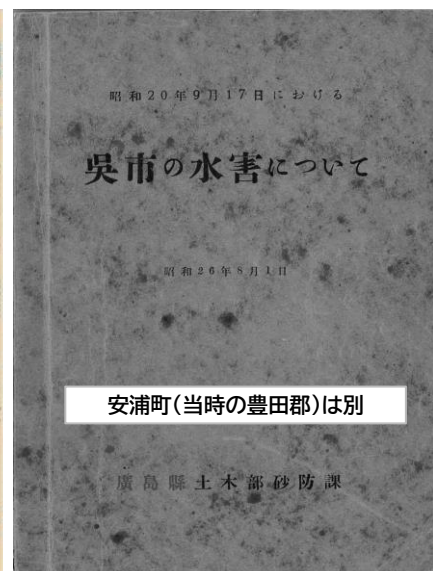 昭和20年9月17日における
呉市の水害について
昭和26年8月1日
安浦町(当時の豊田郡)は別
廣島縣土木部砂防課